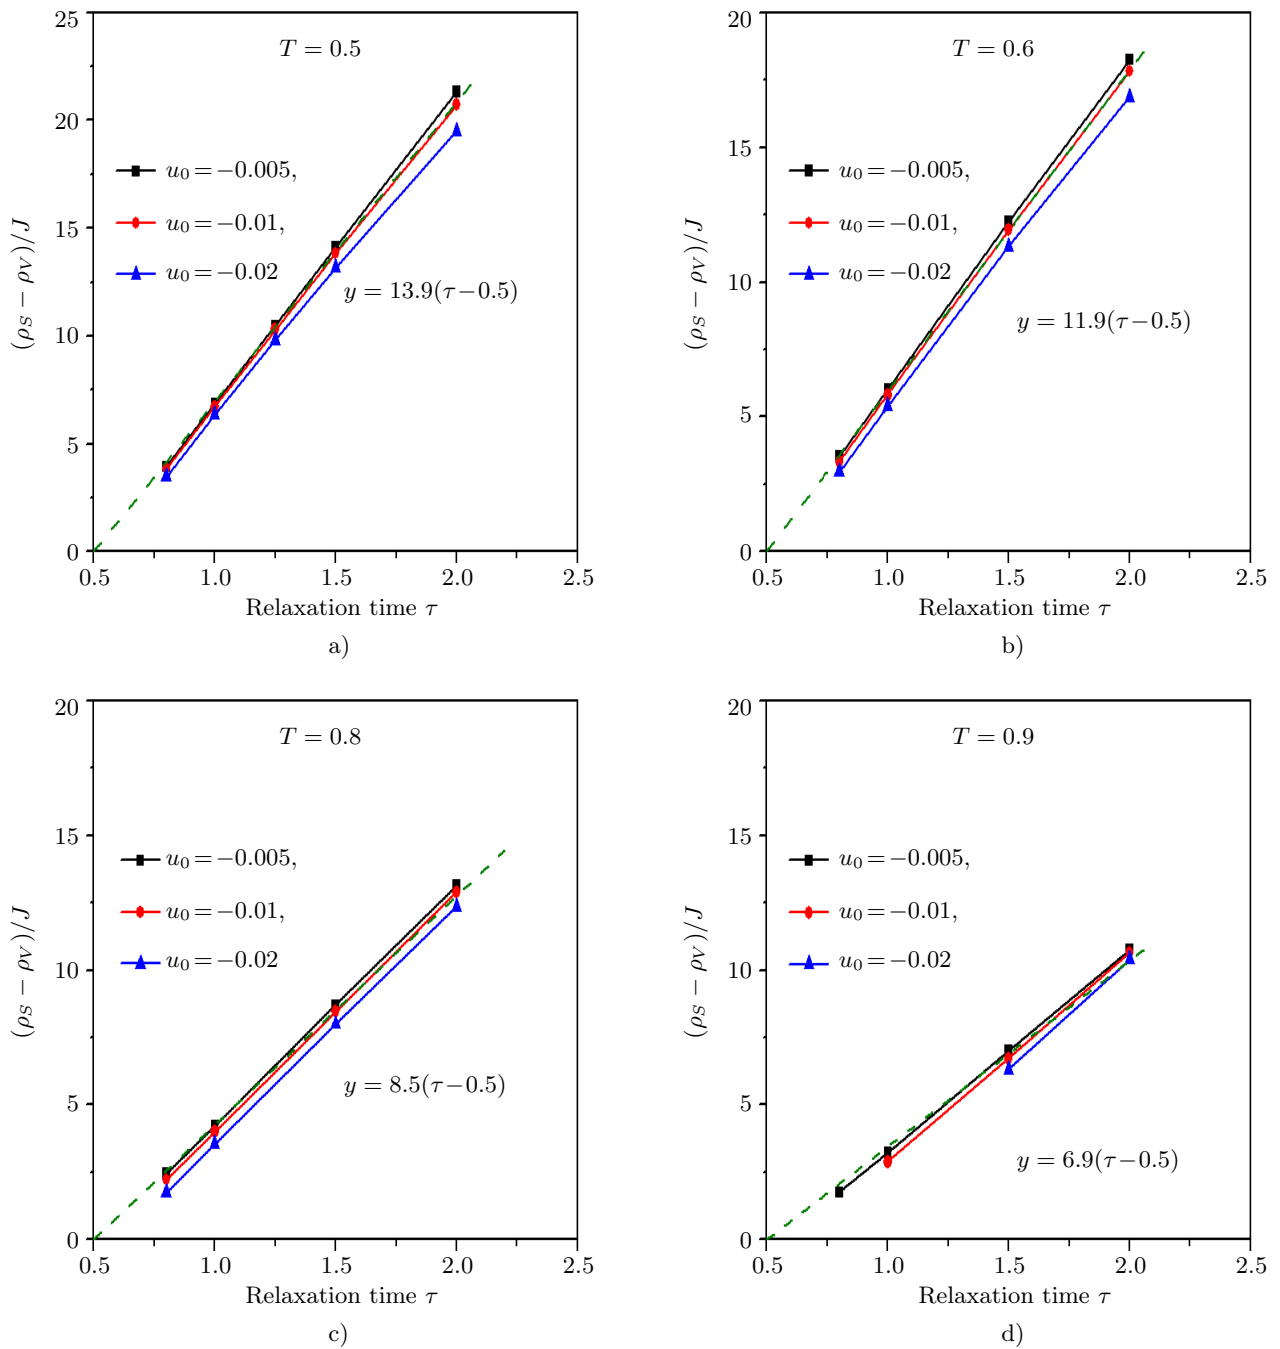 T = 0.5
25
20
15
10
5
0
(ρS − ρV)/J
u0 = −0.005,
u0 = −0.01,
u0 = −0.02
y = 13.9(τ−0.5)
0.5 1.0 1.5 2.0 2.5
Relaxation time τ
a)
T = 0.6
20
15
10
5
0
(ρS − ρV)/J
u0 = −0.005,
u0 = −0.01,
u0 = −0.02
y = 11.9(τ−0.5)
0.5 1.0 1.5 2.0 2.5
Relaxation time τ
b)
T = 0.8
20
15
10
5
0
(ρS − ρV)/J
u0 = −0.005,
u0 = −0.01,
u0 = −0.02
y = 8.5(τ−0.5)
0.5 1.0 1.5 2.0 2.5
Relaxation time τ
c)
T = 0.9
20
15
10
5
0
(ρS − ρV)/J
u0 = −0.005,
u0 = −0.01,
u0 = −0.02
y = 6.9(τ−0.5)
0.5 1.0 1.5 2.0 2.5
Relaxation time τ
d)